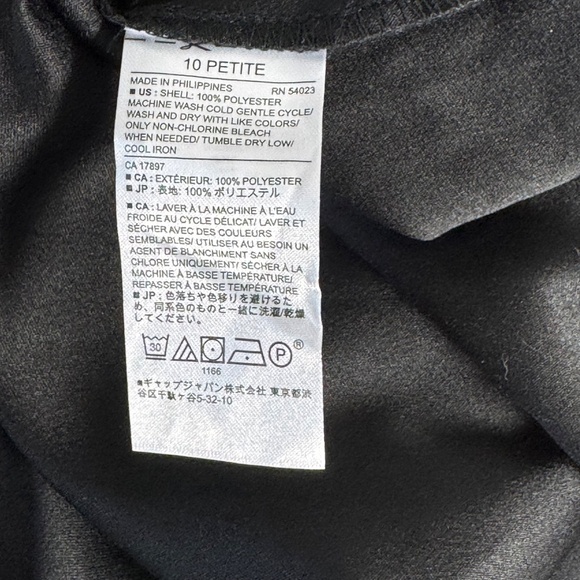 10 PETITE
MADE IN PHILIPPINES RN 54023
■ US : SHELL: 100% POLYESTER
MACHINE WASH COLD GENTLE CYCLE/
WASH AND DRY WITH LIKE COLORS/
ONLY NON-CHLORINE BLEACH
WHEN NEEDED/ TUMBLE DRY LOW/
COOL IRON
CA 17897
■ CA : EXTÉRIEUR: 100% POLYESTER
■ JP : 表地: 100% ポリエステル
■ CA : LAVER À LA MACHINE À L'EAU
FROIDE AU CYCLE DÉLICAT/ LAVER ET
SÉCHER AVEC DES COULEURS
SEMBLABLES/ UTILISER AU BESOIN UN
AGENT DE BLANCHIMENT SANS
CHLORE UNIQUEMENT/ SÉCHER À LA
MACHINE À BASSE TEMPÉRATURE/
REPASSER À BASSE TEMPÉRATURE
■ JP : 色落ちや色移りを避けるた
め、同系色のものと一緒に洗濯/乾燥
してください。
30 P ®
1166
■ギャップジャパン株式会社 東京都渋
谷区千駄ヶ谷5-32-10